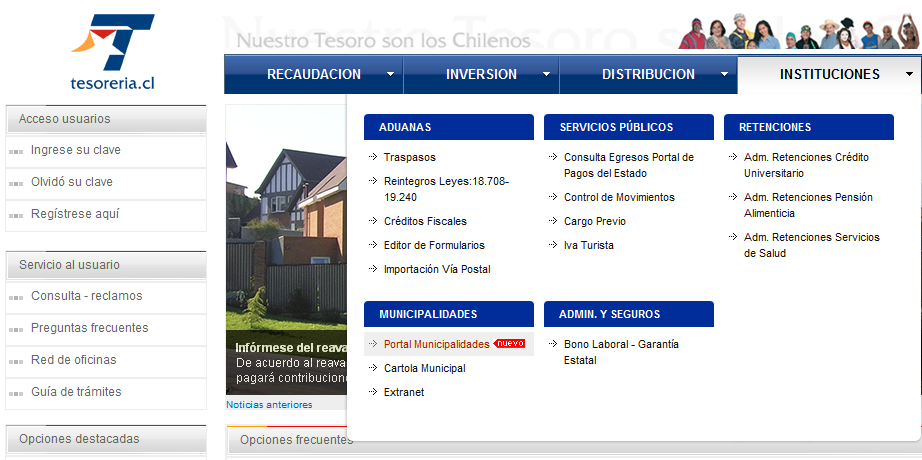 tesoreria.cl
Nuestro Tesoro son los Chilenos
RECAUDACION
INVERSION
DISTRIBUCION
INSTITUCIONES
Acceso usuarios
Ingrese su clave
Olvidó su clave
Regístrese aquí
Servicio al usuario
Consulta - reclamos
Preguntas frecuentes
Red de oficinas
Guía de trámites
Opciones destacadas
Infórmese del reava
De acuerdo al reava
pagará contribucione
Noticias anteriores
Opciones frecuentes
ADUANAS
Traspasos
Reintegros Leyes:18.708-
19.240
Créditos Fiscales
Editor de Formularios
Importación Vía Postal
SERVICIOS PÚBLICOS
Consulta Egresos Portal de
Pagos del Estado
Control de Movimientos
Cargo Previo
Iva Turista
RETENCIONES
Adm. Retenciones Crédito
Universitario
Adm. Retenciones Pensión
Alimenticia
Adm. Retenciones Servicios
de Salud
MUNICIPALIDADES
Portal Municipalidades nuevo
Cartola Municipal
Extranet
ADMIN. Y SEGUROS
Bono Laboral - Garantía
Estatal